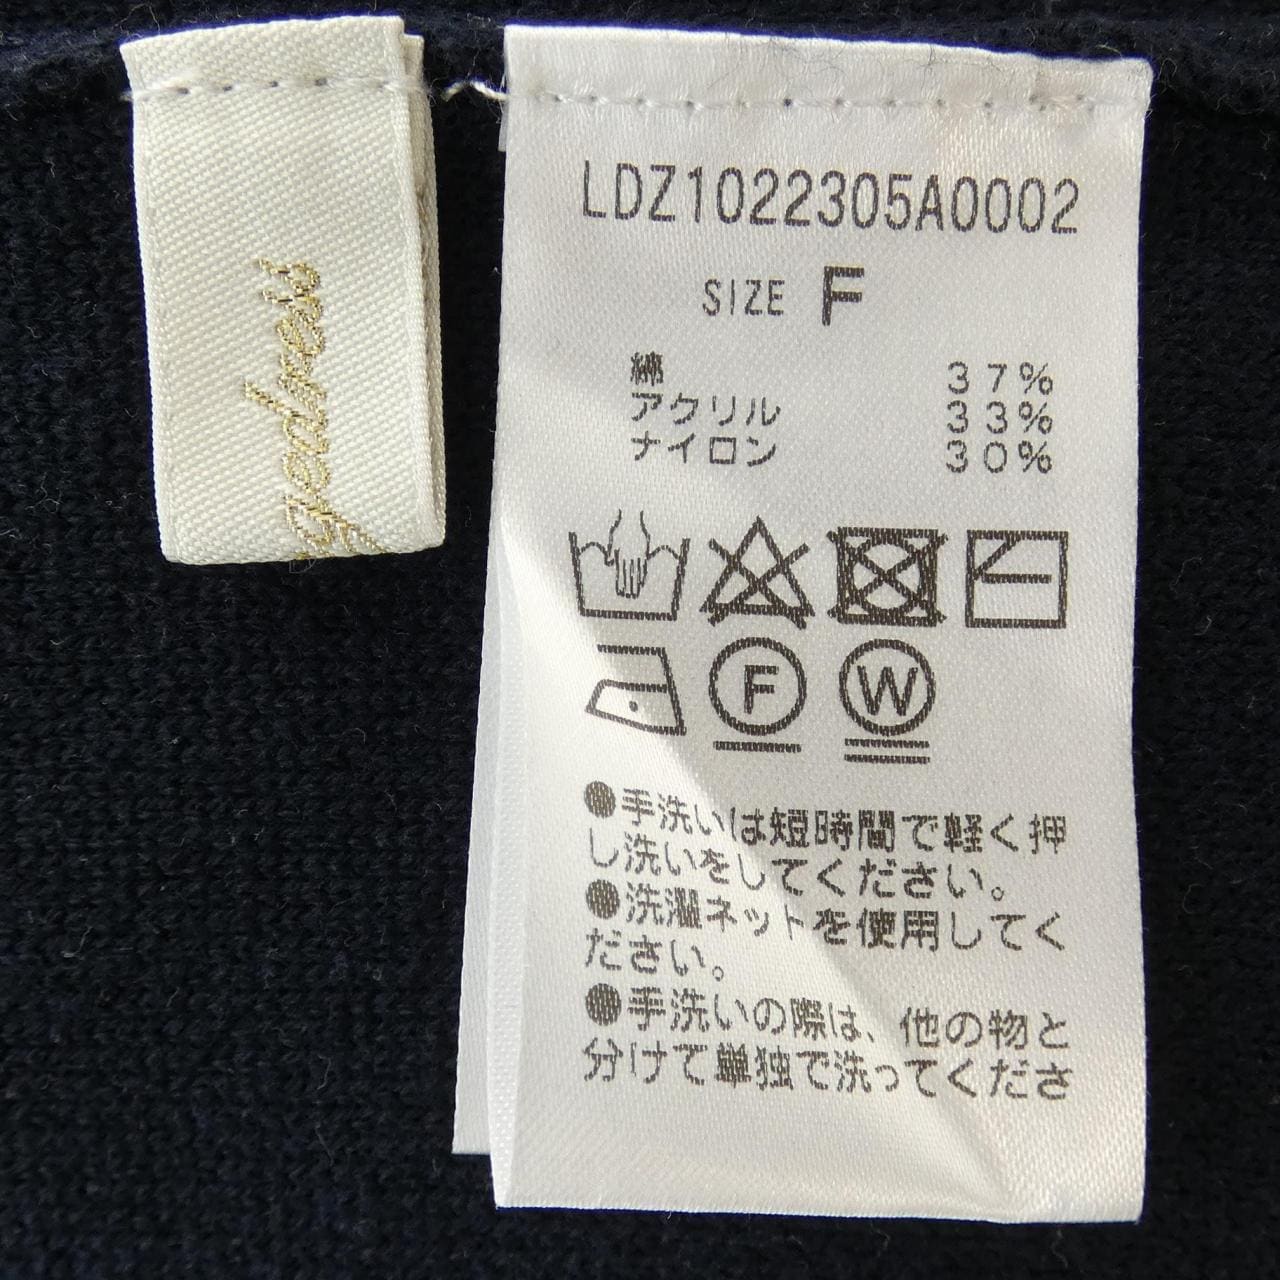 LDZ1022305A0002
SIZE F
綿 37%
アクリル 33%
ナイロン 30%
F W
●手洗いは短時間で軽く押
し洗いをしてください。
●洗濯ネットを使用してく
ださい。
●手洗いの際は、他の物と
分けて単独で洗ってくださ